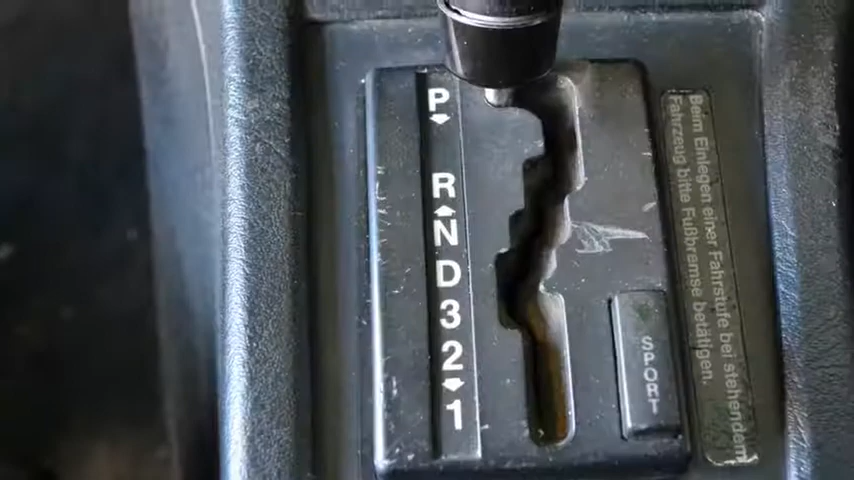 P
R
N
D
3
2
1
SPORT
Beim Einlegen einer Fahrstufe bei stehendem
Fahrzeug bitte Fußbremse betätigen.